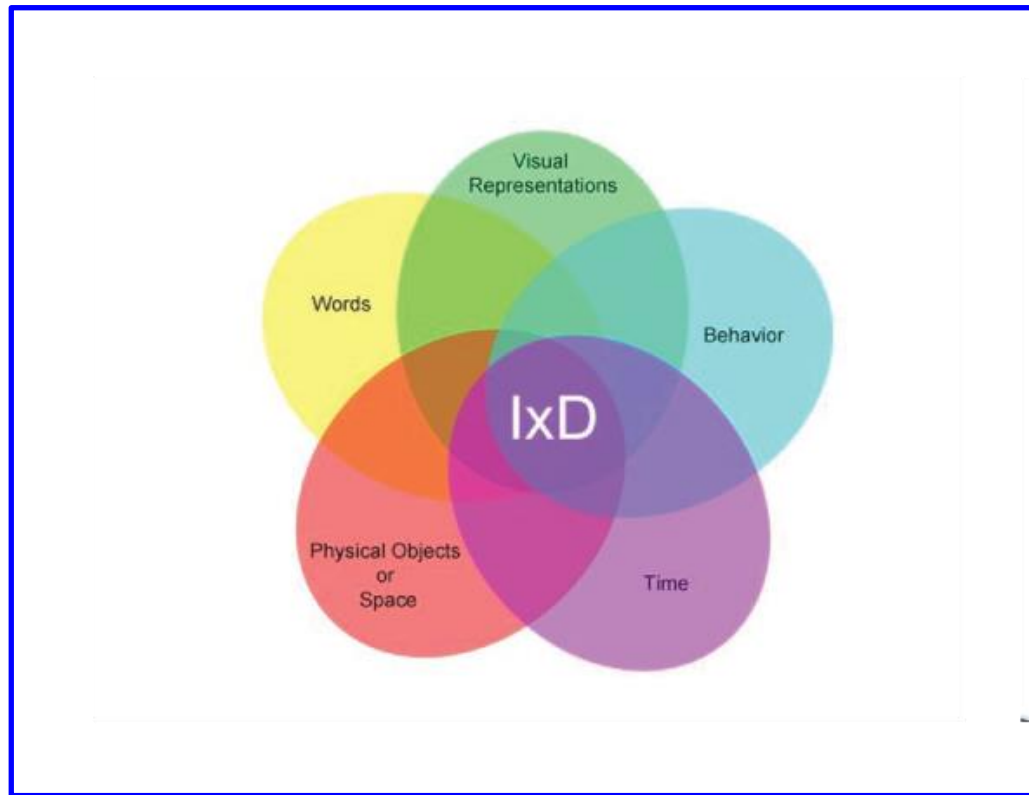 Visual
Representations
Words
Behavior
IxD
Physical Objects
or
Space
Time